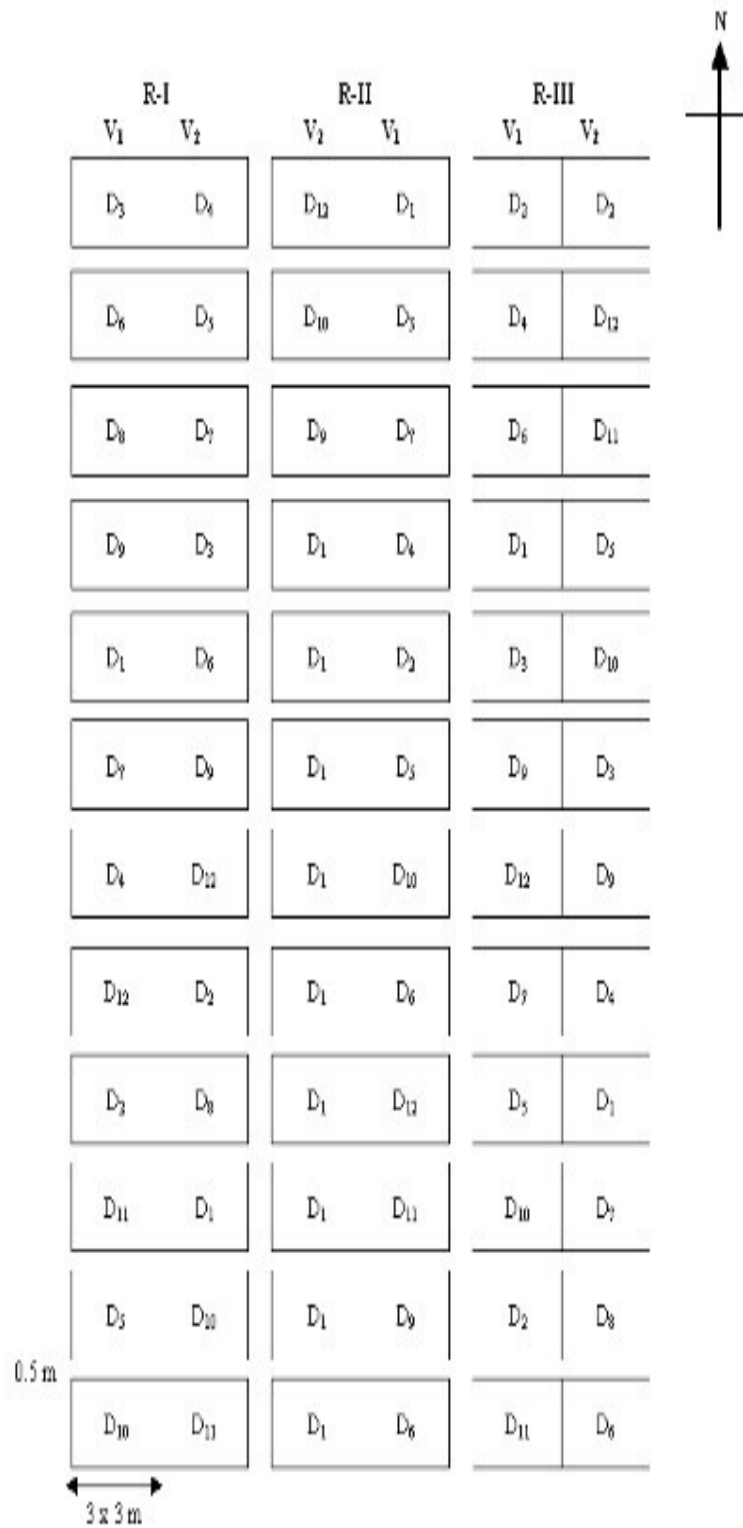 N
R-I R-II R-III
V₁ V₂ V₂ V₁ V₁ V₂
D₃ D₄ D₁₂ D₁ D₂ D₂
D₆ D₅ D₁₀ D₃ D₄ D₁₂
D₈ D₇ D₉ D₇ D₆ D₁₁
D₉ D₃ D₁ D₄ D₁ D₅
D₁ D₆ D₁ D₂ D₃ D₁₀
D₇ D₉ D₁ D₅ D₉ D₃
D₄ D₁₂ D₁ D₁₀ D₁₂ D₉
D₁₂ D₂ D₁ D₆ D₇ D₄
D₂ D₈ D₁ D₁₂ D₅ D₁
D₁₁ D₁ D₁ D₁₁ D₁₀ D₇
D₅ D₁₀ D₁ D₉ D₂ D₈
0.5 m
D₁₀ D₁₁ D₁ D₆ D₁₁ D₆
3 x 3 m